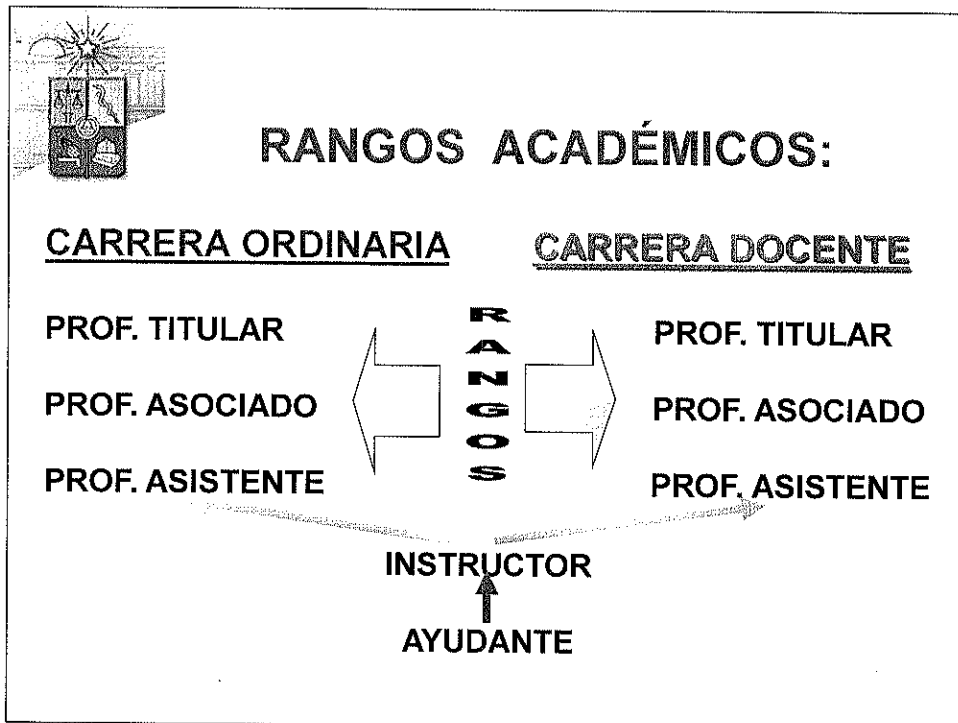 RANGOS ACADÉMICOS:
CARRERA ORDINARIA
CARRERA DOCENTE
PROF. TITULAR
PROF. ASOCIADO
PROF. ASISTENTE
RANGOS
PROF. TITULAR
PROF. ASOCIADO
PROF. ASISTENTE
INSTRUCTOR
AYUDANTE